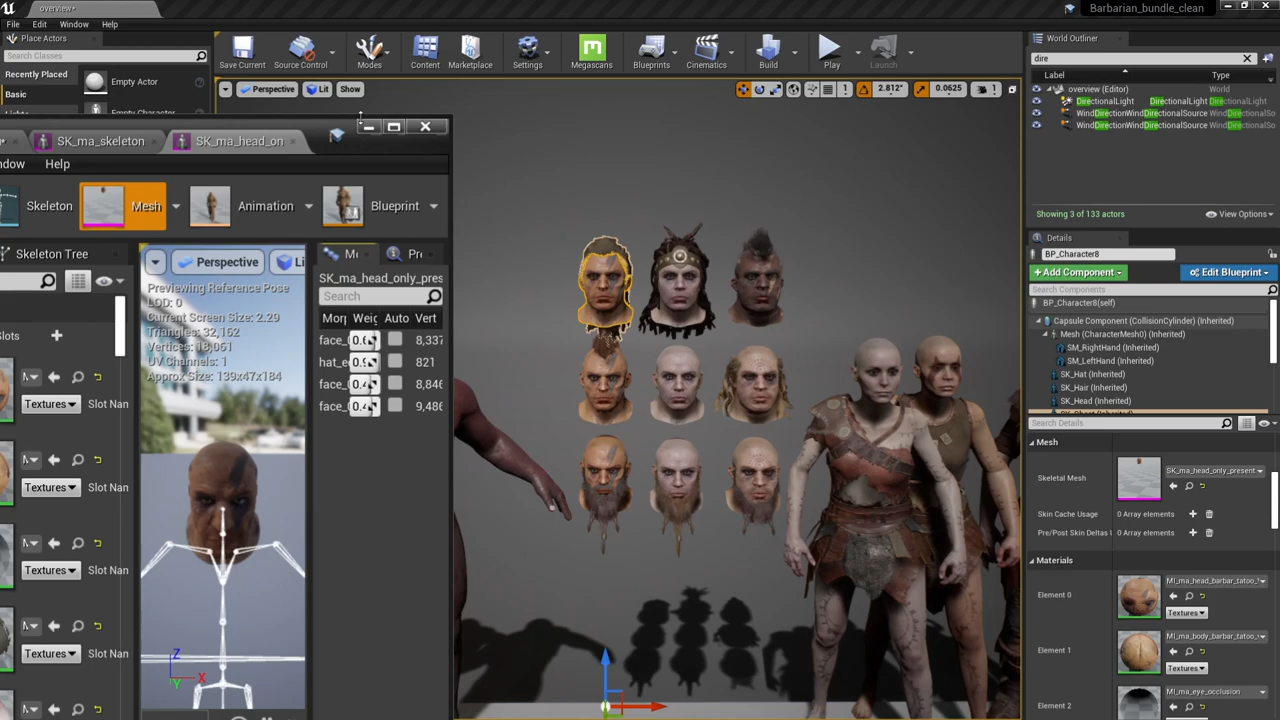 overview*
Barbarian_bundle_clean
File Edit Window Help
Place Actors
Search Classes
Recently Placed
Basic
Empty Actor
Empty Character
Save Current
Source Control
Modes
Content
Marketplace
Settings
Megascans
Blueprints
Cinematics
Build
Play
Launch
Perspective
Lit
Show
2.812°
0.0625
1
World Outliner
dire
Label
Type
overview (Editor)
World
DirectionalLight
DirectionalLight
DirectionalLight
Showing 3 of 133 actors
View Options
Details
BP_Character8
+ Add Component
Edit Blueprint
Search Components
BP_Character8(self)
Capsule Component (CollisionCylinder) (Inherited)
Mesh (CharacterMesh0) (Inherited)
SM_RightHand (Inherited)
SM_LeftHand (Inherited)
SK_Hat (Inherited)
SK_Hair (Inherited)
SK_Head (Inherited)
Search Details
Mesh
Skeletal Mesh
SK_ma_head_only_present
Skin Cache Usage
0 Array elements
Pre/Post Skin Deltas
0 Array elements
Materials
Element 0
MI_ma_head_barbar_tatoo_
Textures
Element 1
MI_ma_body_barbar_tatoo_
Textures
Element 2
MI_ma_eye_occlusion
SK_ma_skeleton
SK_ma_head_on
ndow
Help
Skeleton
Mesh
Animation
Blueprint
Skeleton Tree
Perspective
Li
Previewing Reference Pose
LOD: 0
Current Screen Size: 2.29
Triangles: 32,162
Vertices: 18,061
UV Channels: 1
Approx Size: 139x47x184
lots
Textures
Slot Nan
Textures
Slot Nan
Textures
Slot Nan
Textures
Slot Nan
Z
X
Y
Pr
SK_ma_head_only_pres
Search
Auto
Vert
8,337
821
8,846
9,486